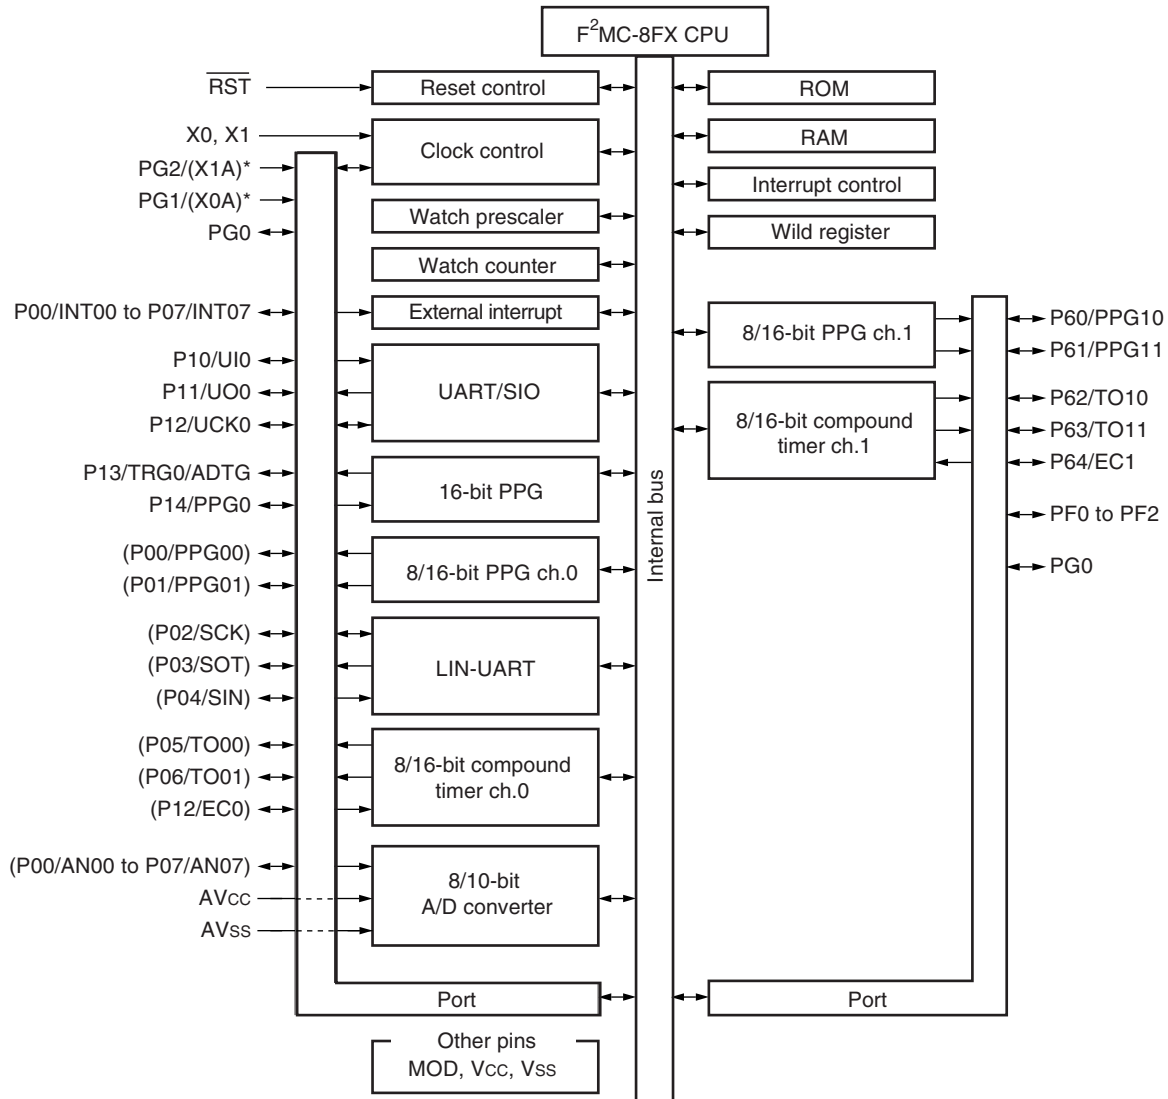 F²MC-8FX CPU
RST
Reset control
ROM
X0, X1
Clock control
RAM
PG2/(X1A)*
PG1/(X0A)*
Interrupt control
PG0
Watch prescaler
Wild register
Watch counter
P00/INT00 to P07/INT07
External interrupt
8/16-bit PPG ch.1
P60/PPG10
P61/PPG11
P10/UI0
P11/UO0
P12/UCK0
UART/SIO
8/16-bit compound
timer ch.1
P62/TO10
P63/TO11
P64/EC1
P13/TRG0/ADTG
P14/PPG0
16-bit PPG
Internal bus
PF0 to PF2
(P00/PPG00)
(P01/PPG01)
8/16-bit PPG ch.0
PG0
(P02/SCK)
(P03/SOT)
(P04/SIN)
LIN-UART
(P05/TO00)
(P06/TO01)
(P12/EC0)
8/16-bit compound
timer ch.0
(P00/AN00 to P07/AN07)
AVCC
AVSS
8/10-bit
A/D converter
Port
Port
Other pins
MOD, VCC, VSS